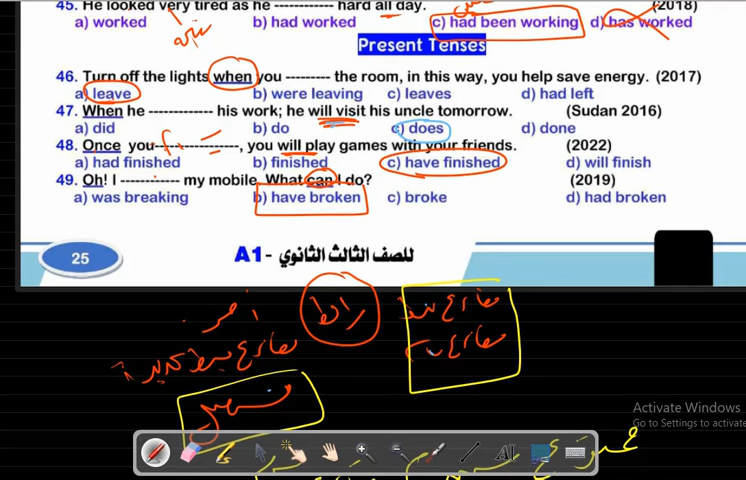 45. He looked very tired as he ------------ hard all day. (2018)
a) worked b) had worked c) had been working d) has worked
Present Tenses
46. Turn off the lights when you -------- the room, in this way, you help save energy. (2017)
a) leave b) were leaving c) leaves d) had left
47. When he ------------ his work; he will visit his uncle tomorrow. (Sudan 2016)
a) did b) do c) does d) done
48. Once you---------------, you will play games with your friends. (2022)
a) had finished b) finished c) have finished d) will finish
49. Oh! I ----------- my mobile. What can I do? (2019)
a) was breaking b) have broken c) broke d) had broken
25 A1- للصف الثالث الثانوي
مضارع بسيط رابط أمر
مضارع تام
Activate Windows
Go to Settings to activate